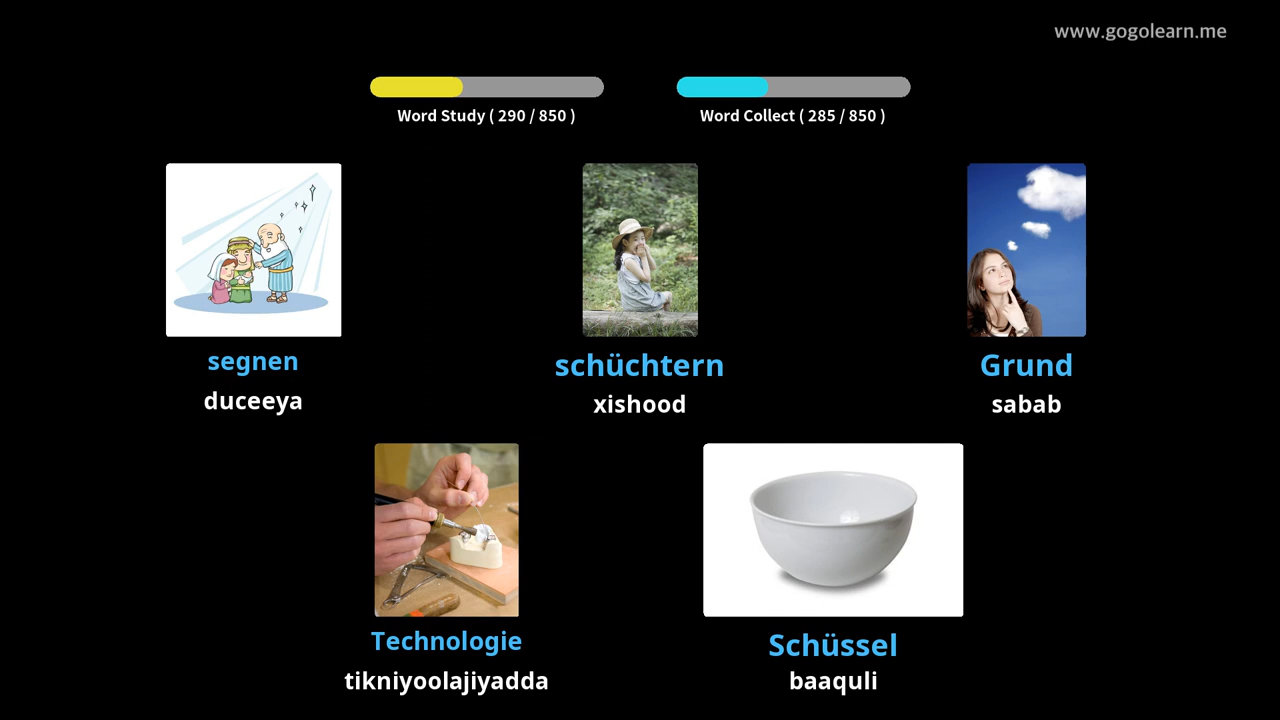 www.gogolearn.me
Word Study ( 290 / 850 )
Word Collect ( 285 / 850 )
segnen
duceeya
schüchtern
xishood
Grund
sabab
Technologie
tikniyoolajiyadda
Schüssel
baaquli